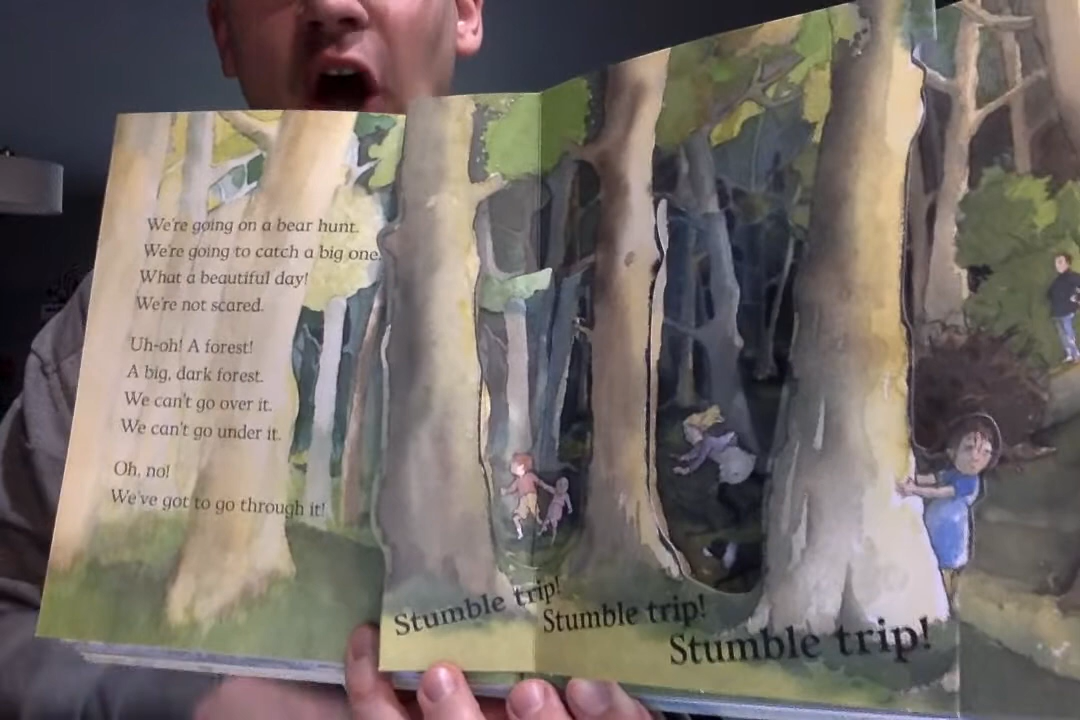 We're going on a bear hunt.
We're going to catch a big one.
What a beautiful day!
We're not scared.
Uh-oh! A forest!
A big, dark forest.
We can't go over it.
We can't go under it.
Oh, no!
We've got to go through it!
Stumble trip!
Stumble trip!
Stumble trip!